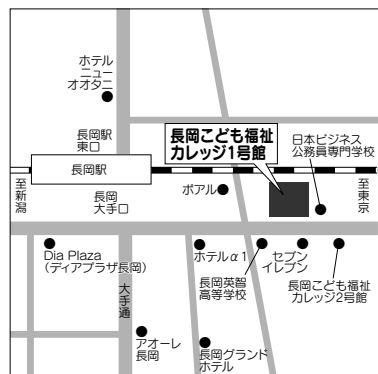 ホテル
ニュー
オオタニ
長岡駅
東口
長岡こども福祉
カレッジ1号館
日本ビジネス
公務員専門学校
長岡駅
至新潟
長岡
大手口
ポアル
至東京
Dia Plaza
（ディアプラザ長岡）
大手通
ホテルα1
長岡英智
高等学校
セブン
イレブン
長岡こども福祉
カレッジ2号館
アオーレ
長岡
長岡グランド
ホテル